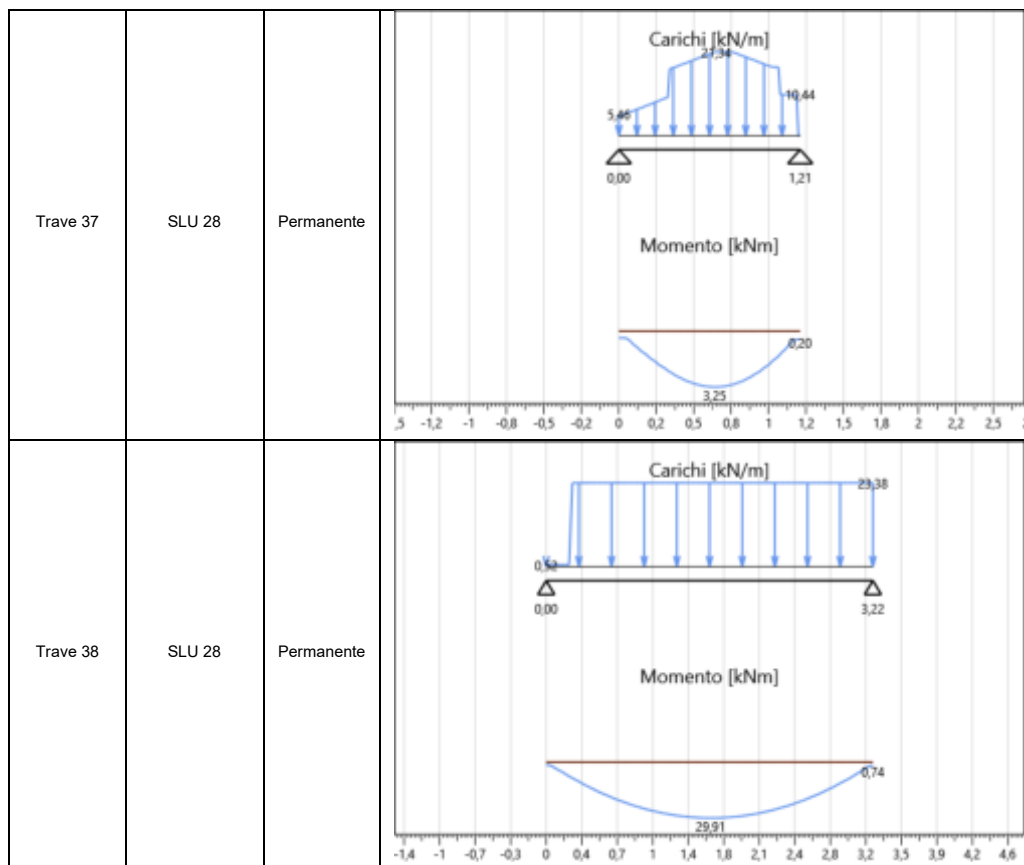 Trave 37
SLU 28
Permanente
Carichi [kN/m]
21,34
10,44
5,46
0,00 1,21
Momento [kNm]
0,20
3,25
-1,2 -1 -0,8 -0,5 -0,2 0 0,2 0,5 0,8 1 1,2 1,5 1,8 2 2,2 2,5
Trave 38
SLU 28
Permanente
Carichi [kN/m]
23,38
0,52
0,00 3,22
Momento [kNm]
0,74
29,91
-1,4 -1 -0,7 -0,3 0 0,4 0,7 1 1,4 1,8 2,1 2,4 2,8 3,2 3,5 3,9 4,2 4,6